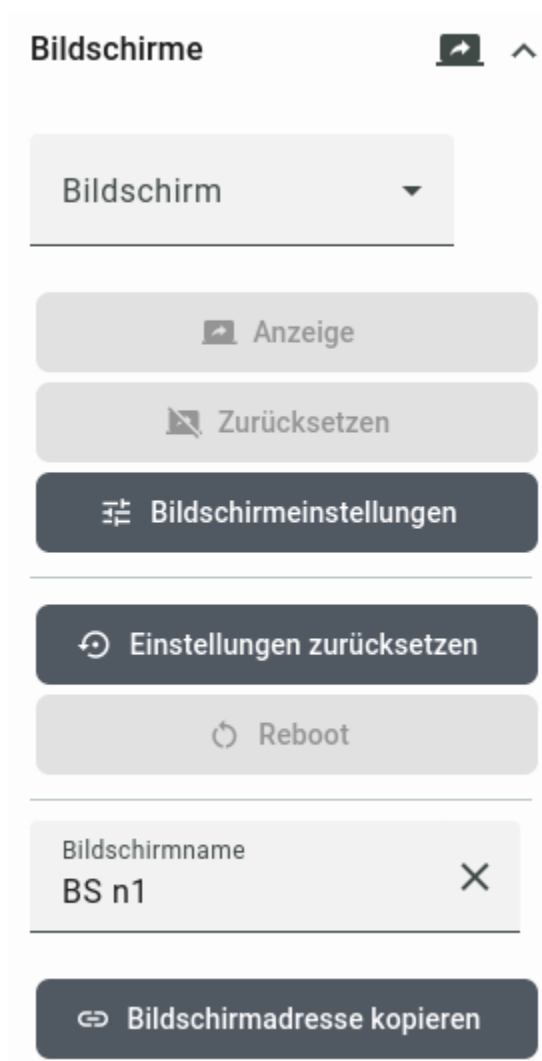 Bildschirme
Bildschirm
Anzeige
Zurücksetzen
Bildschirmeinstellungen
Einstellungen zurücksetzen
Reboot
Bildschirmname
BS n1
Bildschirmadresse kopieren